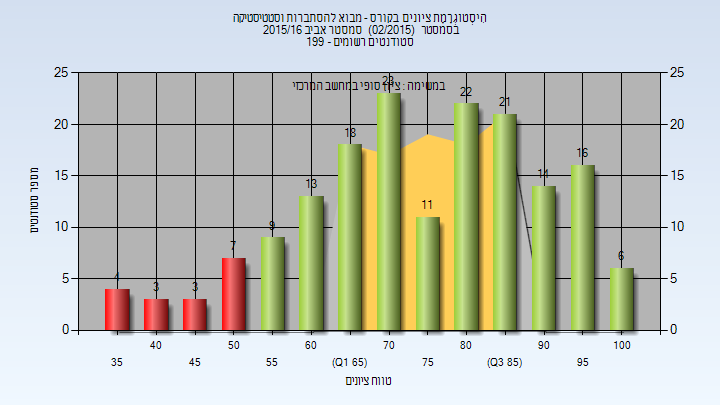 היסטוגרמת ציונים בקורס - מבוא להסתברות וסטטיסטיקה
בסמסטר (02/2015) סמסטר אביב 2015/16
סטודנטים רשומים - 199
במשימה : ציון סופי במחשב המרכזי
25 25
20 20
15 15
10 10
5 5
0 0
מספר סטודנטים
4 3 3 7 9 13 18 23 11 22 21 14 16 6
40 50 60 70 80 90 100
35 45 55 (Q1 65) 75 (Q3 85) 95
טווח ציונים